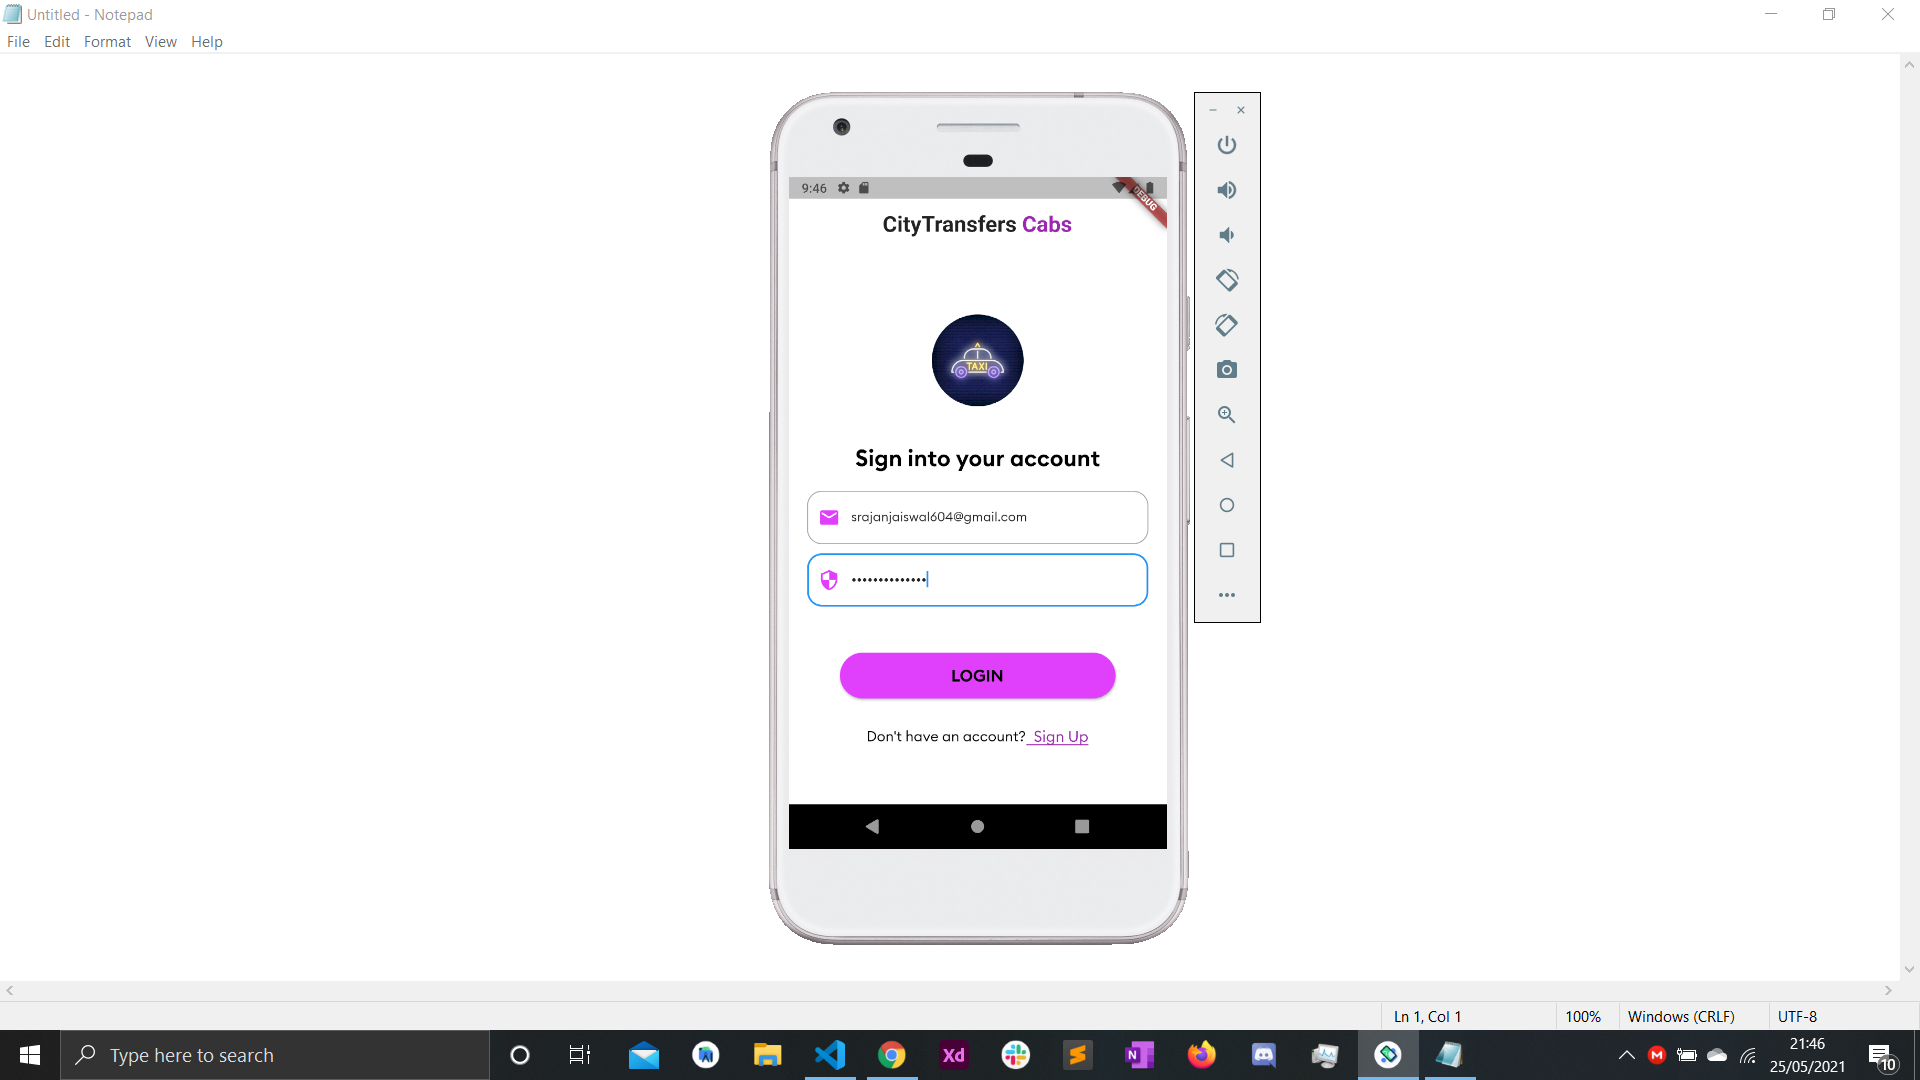 Untitled - Notepad
File Edit Format View Help
9:46
DEBUG
CityTransfers Cabs
TAXI
Sign into your account
srajanjaiswal604@gmail.com
••••••••••••••
LOGIN
Don't have an account? Sign Up
Ln 1, Col 1 100% Windows (CRLF) UTF-8
Type here to search
Xd
N
M
21:46
25/05/2021
10